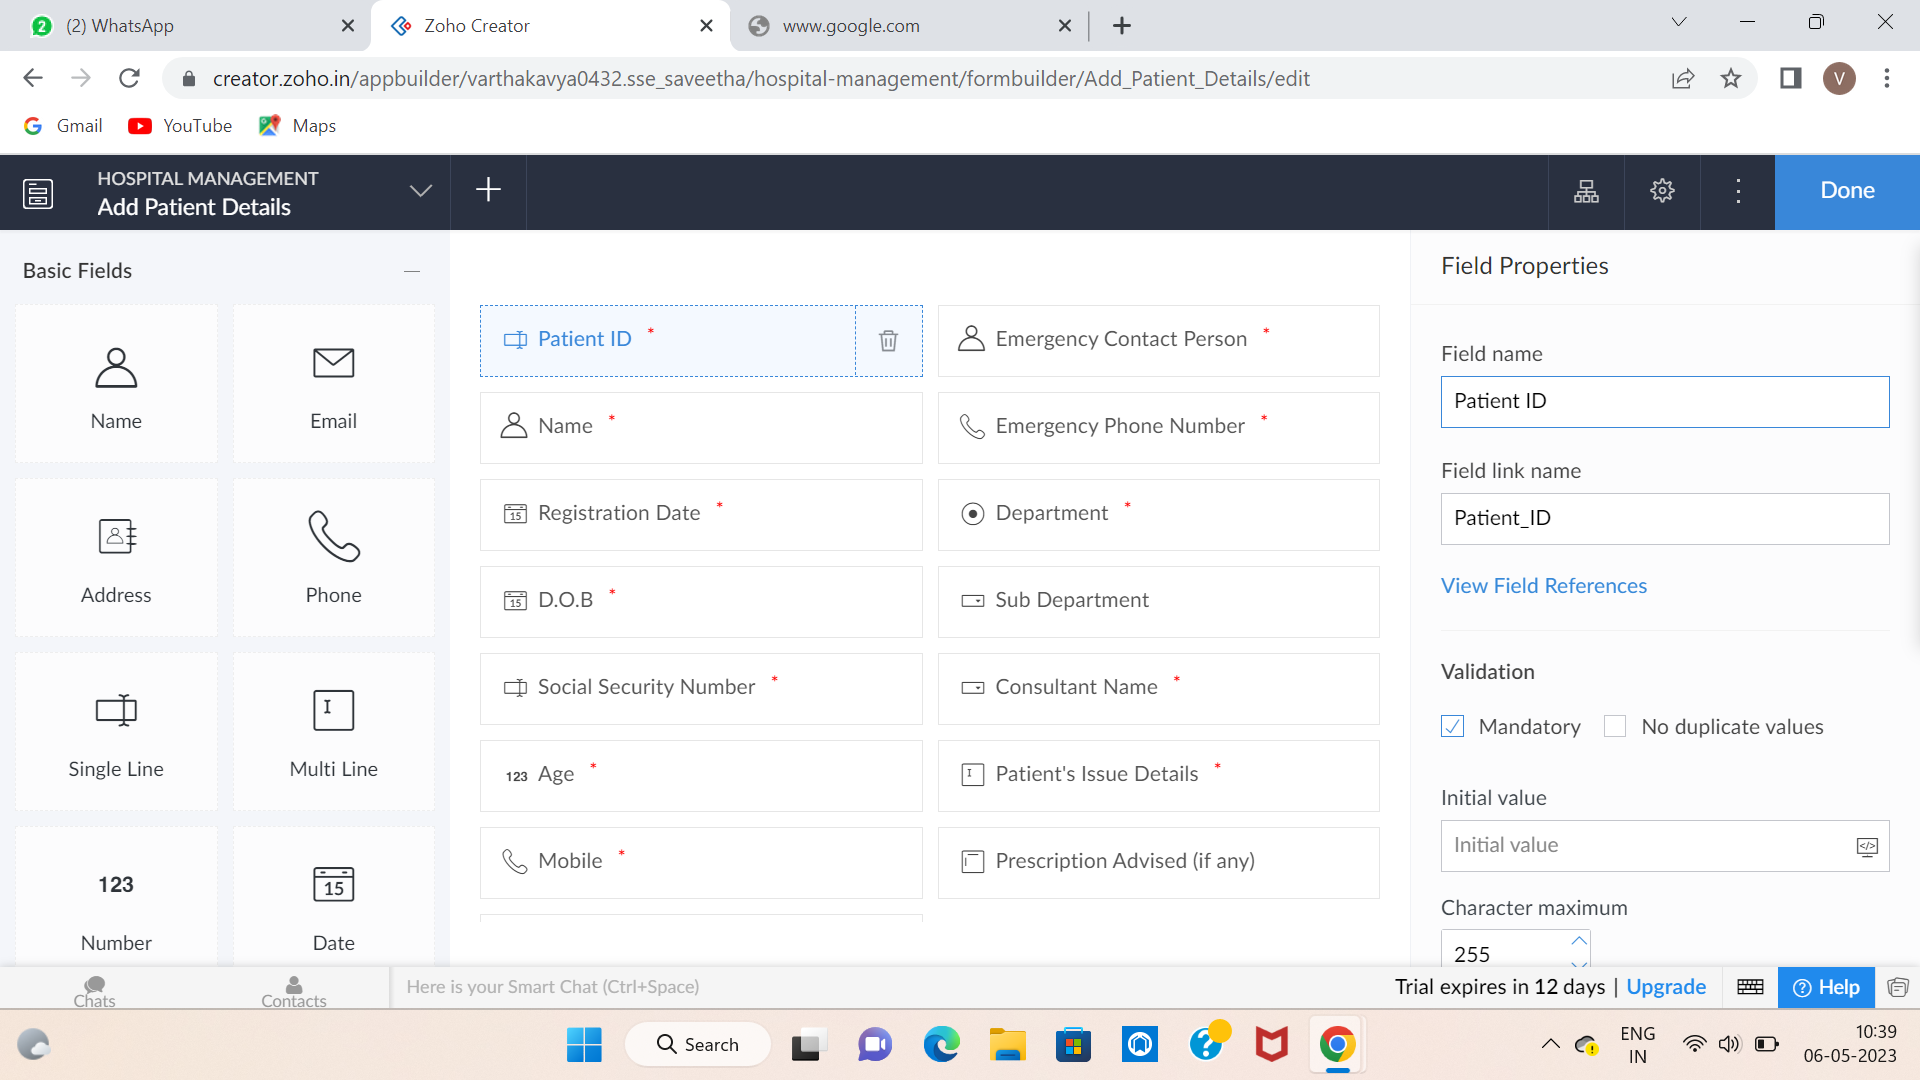 2
(2) WhatsApp
Zoho Creator
www.google.com
creator.zoho.in/appbuilder/varthakavya0432.sse_saveetha/hospital-management/formbuilder/Add_Patient_Details/edit
V
Gmail
YouTube
Maps
HOSPITAL MANAGEMENT
Add Patient Details
Done
Basic Fields
Name
Email
Address
Phone
Single Line
Multi Line
123
Number
15
Date
Patient ID *
Emergency Contact Person *
Name *
Emergency Phone Number *
15 Registration Date *
Department *
15 D.O.B *
Sub Department
Social Security Number *
Consultant Name *
123 Age *
Patient's Issue Details *
Mobile *
Prescription Advised (if any)
Field Properties
Field name
Patient ID
Field link name
Patient_ID
View Field References
Validation
Mandatory
No duplicate values
Initial value
Initial value
Character maximum
255
Chats
Contacts
Here is your Smart Chat (Ctrl+Space)
Trial expires in 12 days | Upgrade
Help
Search
ENG
IN
10:39
06-05-2023